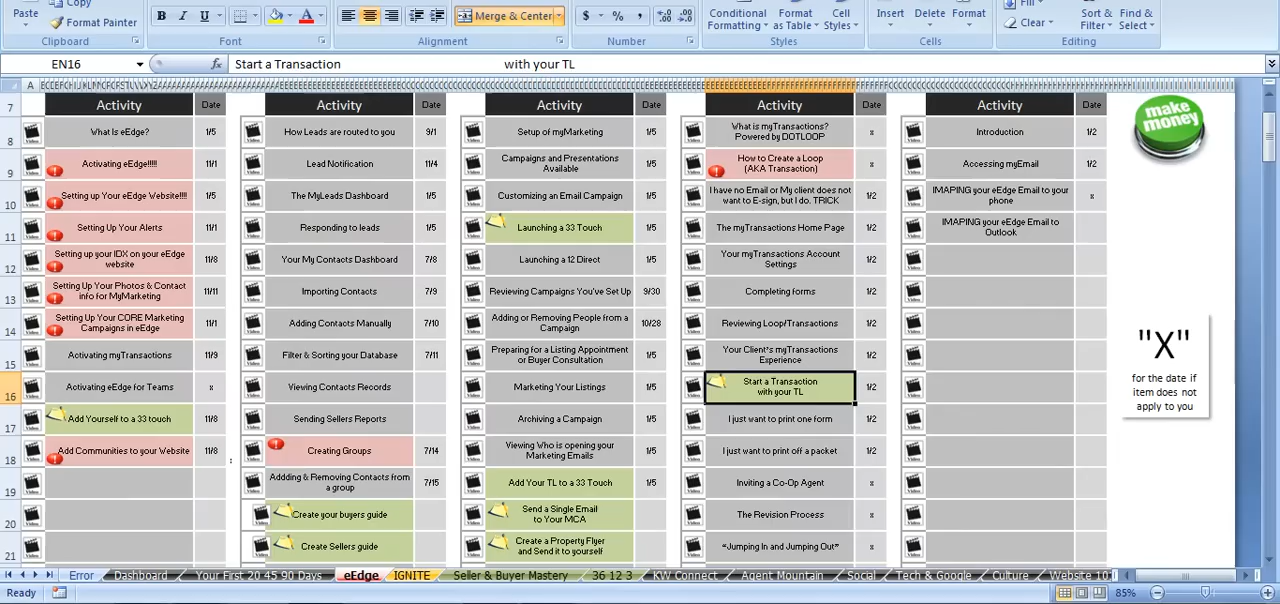 Paste
Copy
Format Painter
B I U
A
$ % ,
Merge & Center
Conditional Formatting
Format as Table
Cell Styles
Insert
Delete
Format
Fill
Clear
Sort & Filter
Find & Select
Clipboard
Font
Alignment
Number
Styles
Cells
Editing
EN16
fx
Start a Transaction with your TL
7 Activity Date Activity Date Activity Date Activity Date Activity Date
8
What Is eEdge? 1/5
How Leads are routed to you 9/1
Setup of myMarketing 1/5
What is myTransactions?
Powered by DOTLOOP x
Introduction 1/2
9
Activating eEdge!!!!! 11/1
Lead Notification 11/4
Campaigns and Presentations
Available 1/5
How to Create a Loop
(AKA Transaction) x
Accessing myEmail 1/2
10
Setting up Your eEdge Website!!!! 1/5
The MyLeads Dashboard 1/5
Customizing an Email Campaign 1/5
I have no Email or My client does not
want to E-sign, but I do. TRICK 1/2
IMAPING your eEdge Email to your
phone x
11
Setting Up Your Alerts 11/1
Responding to leads 1/5
Launching a 33 Touch 1/5
The myTransactions Home Page 1/2
IMAPING your eEdge Email to
Outlook
12
Setting up your IDX on your eEdge
website
Your My Contacts Dashboard 7/8
Launching a 12 Direct 1/5
Your myTransactions Account
Settings 1/2
13
Setting Up Your Photos & Contact
info for MyMarketing 11/11
Importing Contacts 7/9
Reviewing Campaigns You've Set Up 9/30
Completing forms 1/2
14
Setting Up Your CORE Marketing
Campaigns in eEdge 11/1
Adding Contacts Manually 7/10
Adding or Removing People from a
Campaign 10/28
Reviewing Loop/Transactions 1/2
15
Activating myTransactions 11/9
Filter & Sorting your Database 7/11
Preparing for a Listing Appointment
or Buyer Consultation 1/5
Your Client's myTransactions
Experience 1/2
16
Activating eEdge for Teams x
Viewing Contacts Records 1/5
Marketing Your Listings 1/5
Start a Transaction
with your TL 1/2
17
Add Yourself to a 33 touch 11/8
Sending Sellers Reports 1/5
Archiving a Campaign 1/5
I just want to print one form 1/2
18
Add Communities to your Website
Creating Groups 7/14
Viewing Who is opening your
Marketing Emails 1/5
I just want to print off a packet 1/2
19
Addding & Removing Contacts from
a group 7/15
Add Your TL to a 33 Touch 1/5
Inviting a Co-Op Agent x
20
Create your buyers guide
Send a Single Email
to Your MCA
The Revision Process x
21
Create Sellers guide
Create a Property Flyer
and Send it to yourself
"Jumping In and Jumping Out" x
make
money
"X"
for the date if
item does not
apply to you
Error Dashboard Your First 20 45 90 Days eEdge IGNITE Seller & Buyer Mastery 36 12 3 KW Connect Agent Mountain Social Tech & Google Culture Website 101
Ready 85%